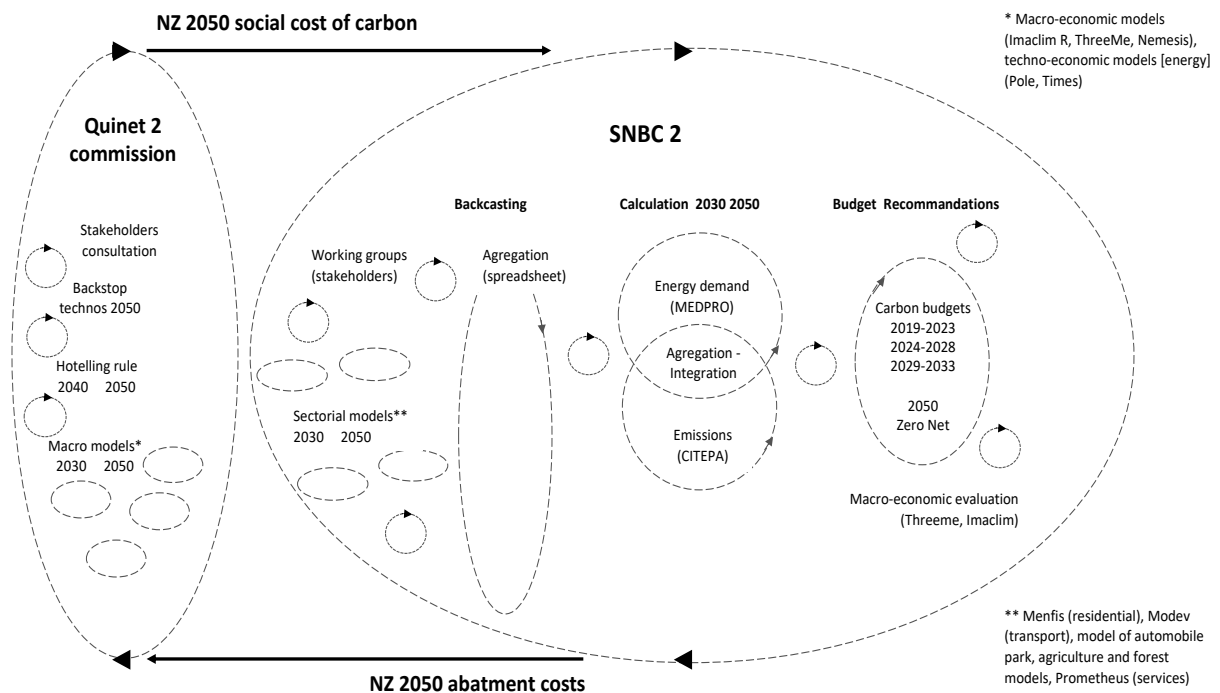 NZ 2050 social cost of carbon
* Macro-economic models
(Imaclim R, ThreeMe, Nemesis),
techno-economic models [energy]
(Pole, Times)
Quinet 2
commission
Stakeholders
consultation
Backstop
technos 2050
Hotelling rule
2040 2050
Macro models*
2030 2050
SNBC 2
Backcasting
Calculation 2030 2050
Budget Recommandations
Working groups
(stakeholders)
Agregation
(spreadsheet)
Sectorial models**
2030 2050
Energy demand
(MEDPRO)
Agregation -
Integration
Emissions
(CITEPA)
Carbon budgets
2019-2023
2024-2028
2029-2033
2050
Zero Net
Macro-economic evaluation
(Threeme, Imaclim)
** Menfis (residential), Modev
(transport), model of automobile
park, agriculture and forest
models, Prometheus (services)
NZ 2050 abatment costs